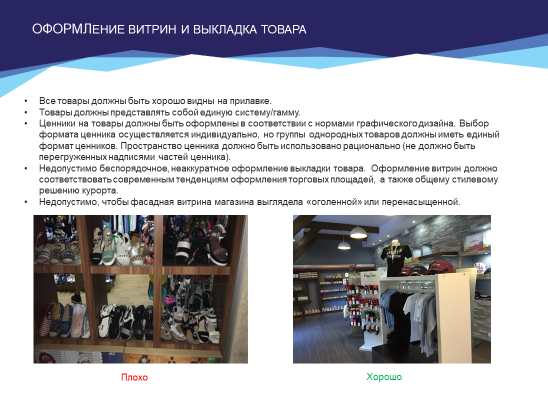 ОФОРМЛЕНИЕ ВИТРИН И ВЫКЛАДКА ТОВАРА
• Все товары должны быть хорошо видны на прилавке.
• Товары должны представлять собой единую систему/гамму.
• Ценники на товары должны быть оформлены в соответствии с нормами графического дизайна. Выбор
формата ценника осуществляется индивидуально, но группы однородных товаров должны иметь единый
формат ценников. Пространство ценника должно быть использовано рационально (не должно быть
перегруженных надписями частей ценника).
• Недопустимо беспорядочное, неаккуратное оформление выкладки товара. Оформление витрин должно
соответствовать современным тенденциям оформления торговых площадей, а также общему стилевому
решению курорта.
• Недопустимо, чтобы фасадная витрина магазина выглядела «оголенной» или перенасыщенной.
Плохо
Хорошо